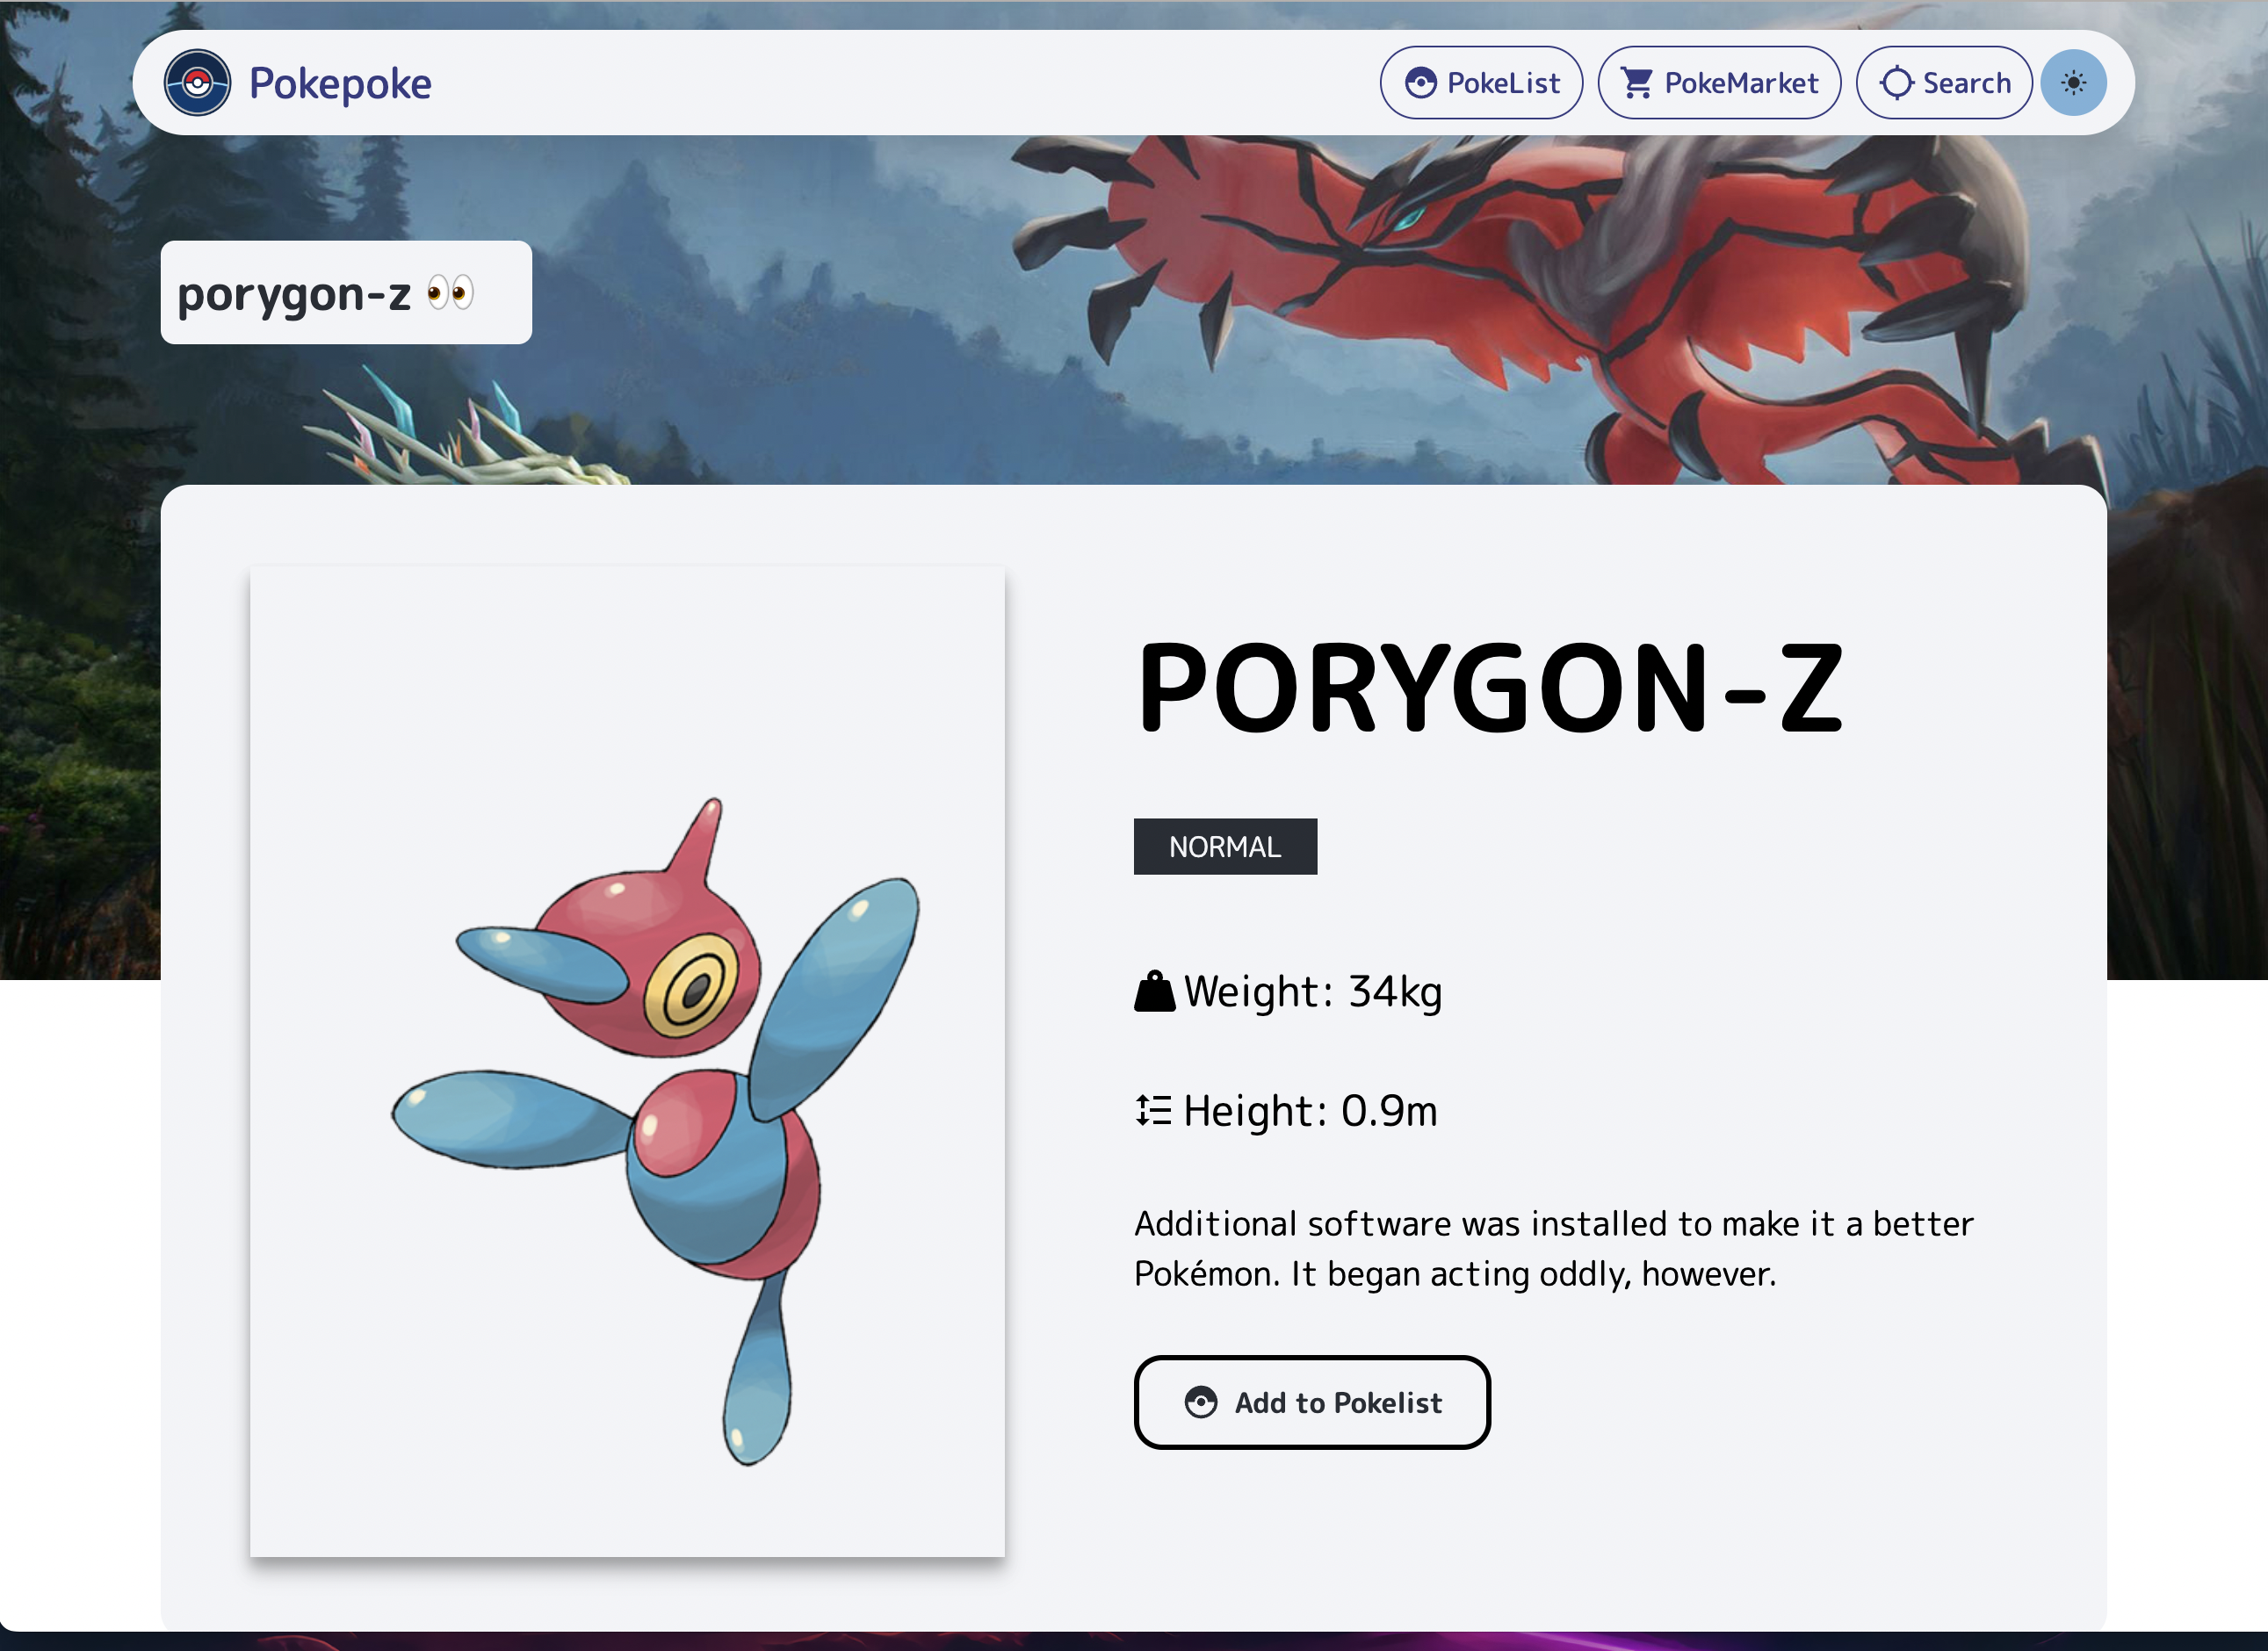 Pokepoke
PokeList
PokeMarket
Search
porygon-z 👀
PORYGON-Z
NORMAL
Weight: 34kg
Height: 0.9m
Additional software was installed to make it a better
Pokémon. It began acting oddly, however.
Add to Pokelist